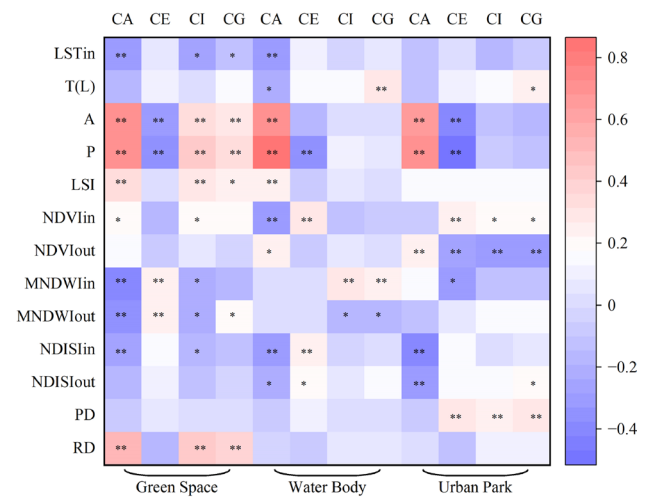 CA CE CI CG CA CE CI CG CA CE CI CG
LSTin ** * * **
T(L) * ** *
A ** ** ** ** ** ** **
P ** ** ** ** ** ** ** **
LSI ** ** * **
NDVIin * * ** ** ** * *
NDVIout * ** ** ** **
MNDWIin ** ** * ** ** *
MNDWIout ** ** * * * *
NDISIin ** * ** ** **
NDISIout * * ** *
PD ** ** **
RD ** ** **
Green Space Water Body Urban Park
0.8
0.6
0.4
0.2
0
−0.2
−0.4